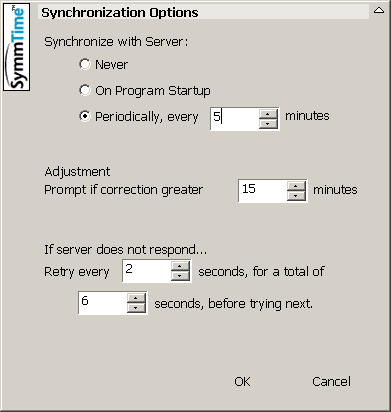 SymmTime™
Synchronization Options
Synchronize with Server:
Never
On Program Startup
Periodically, every 5 minutes
Adjustment
Prompt if correction greater 15 minutes
If server does not respond...
Retry every 2 seconds, for a total of
6 seconds, before trying next.
OK Cancel